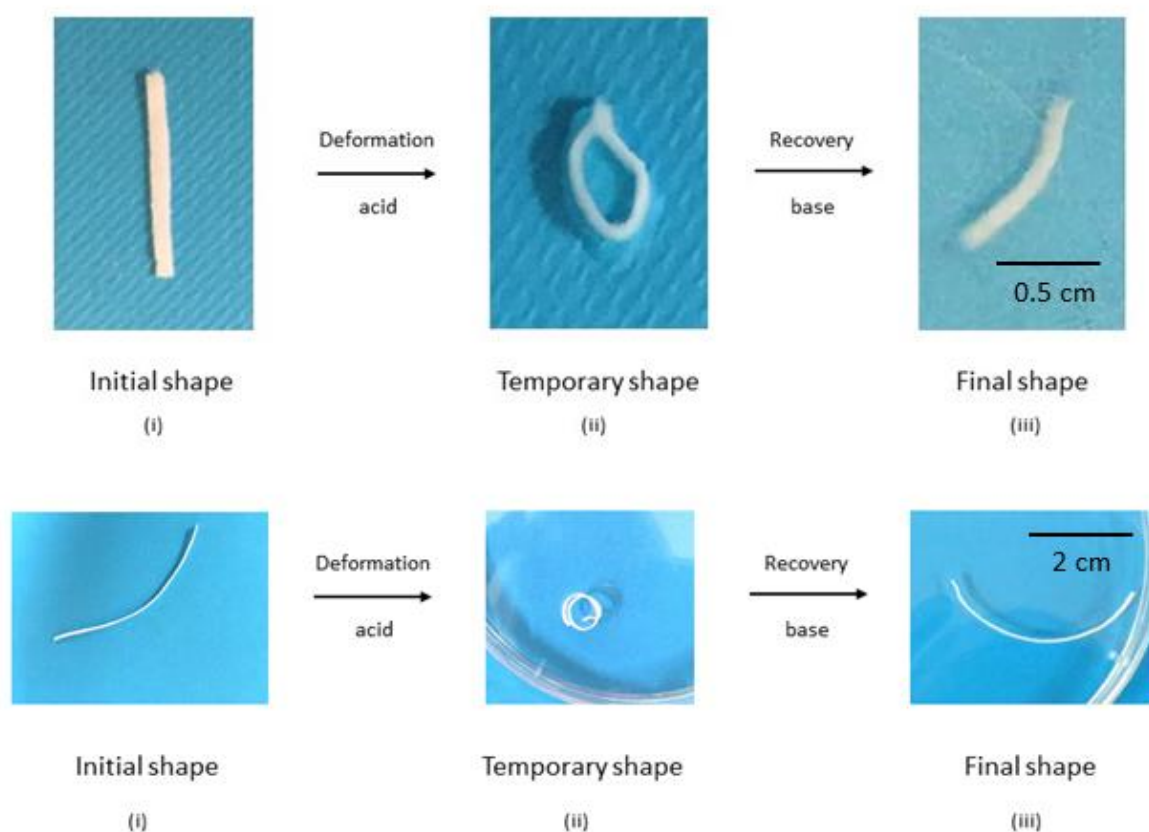 Deformation
acid
Recovery
base
0.5 cm
Initial shape
Temporary shape
Final shape
(i)
(ii)
(iii)
Deformation
acid
Recovery
base
2 cm
Initial shape
Temporary shape
Final shape
(i)
(ii)
(iii)